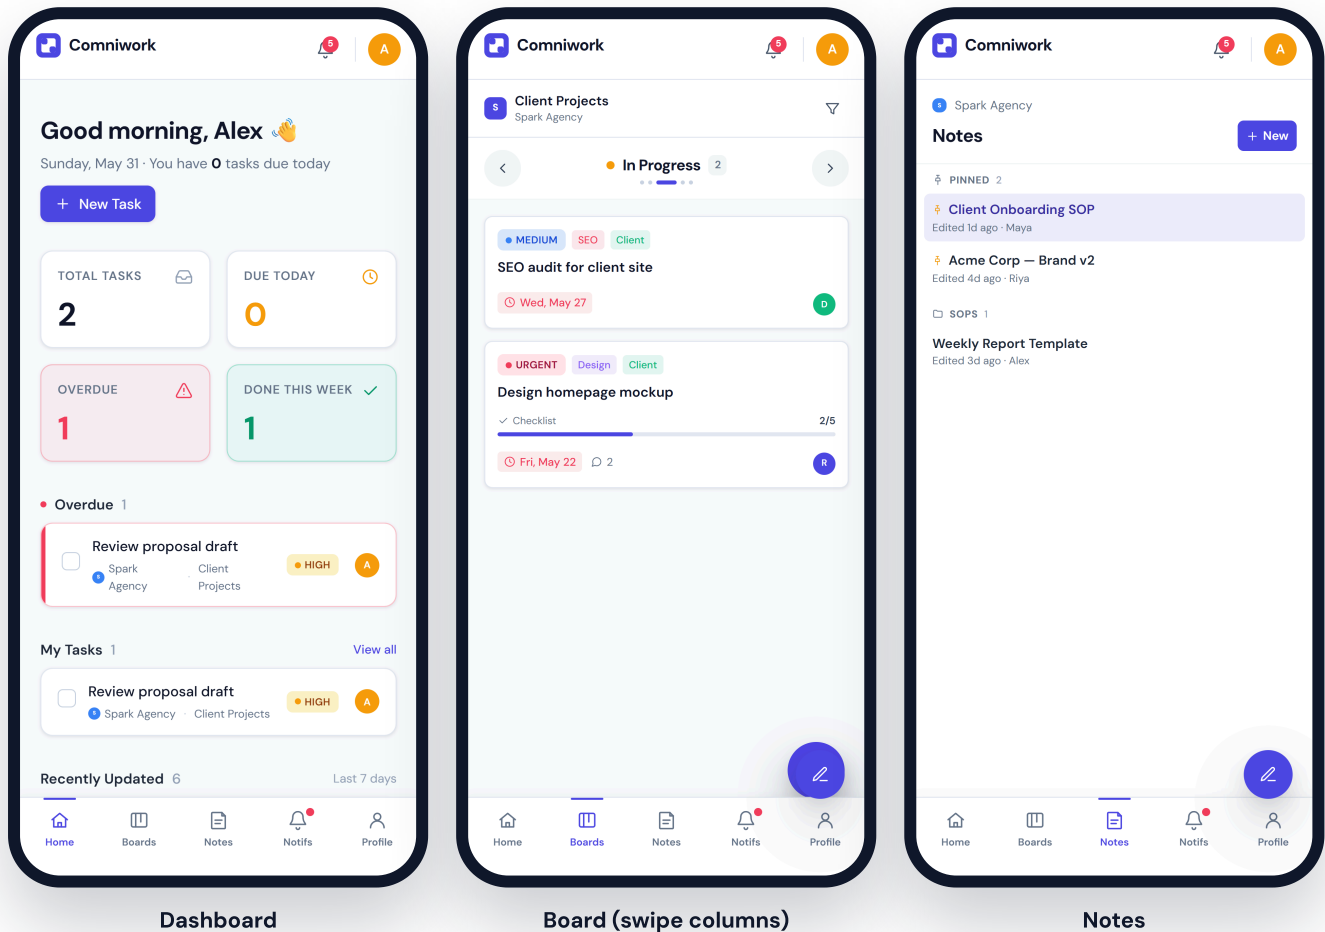 Comniwork
5
A
Good morning, Alex 👋
Sunday, May 31 · You have 0 tasks due today
+ New Task
TOTAL TASKS
2
DUE TODAY
0
OVERDUE
1
DONE THIS WEEK
1
Overdue 1
Review proposal draft
S Spark Agency · Client Projects
HIGH
A
My Tasks 1
View all
Review proposal draft
S Spark Agency · Client Projects
HIGH
A
Recently Updated 6
Last 7 days
Home
Boards
Notes
Notifs
Profile
Dashboard
Comniwork
5
A
S
Client Projects
Spark Agency
In Progress 2
MEDIUM
SEO
Client
SEO audit for client site
Wed, May 27
D
URGENT
Design
Client
Design homepage mockup
Checklist
2/5
Fri, May 22
2
R
Home
Boards
Notes
Notifs
Profile
Board (swipe columns)
Comniwork
5
A
S Spark Agency
Notes
+ New
PINNED 2
Client Onboarding SOP
Edited 1d ago · Maya
Acme Corp — Brand v2
Edited 4d ago · Riya
SOPS 1
Weekly Report Template
Edited 3d ago · Alex
Home
Boards
Notes
Notifs
Profile
Notes